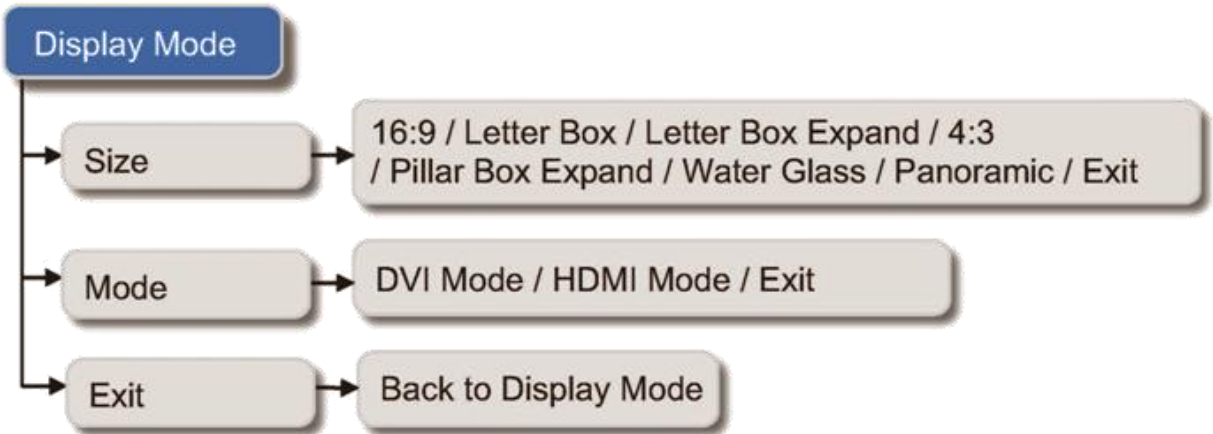 Display Mode
Size
16:9 / Letter Box / Letter Box Expand / 4:3
/ Pillar Box Expand / Water Glass / Panoramic / Exit
Mode
DVI Mode / HDMI Mode / Exit
Exit
Back to Display Mode